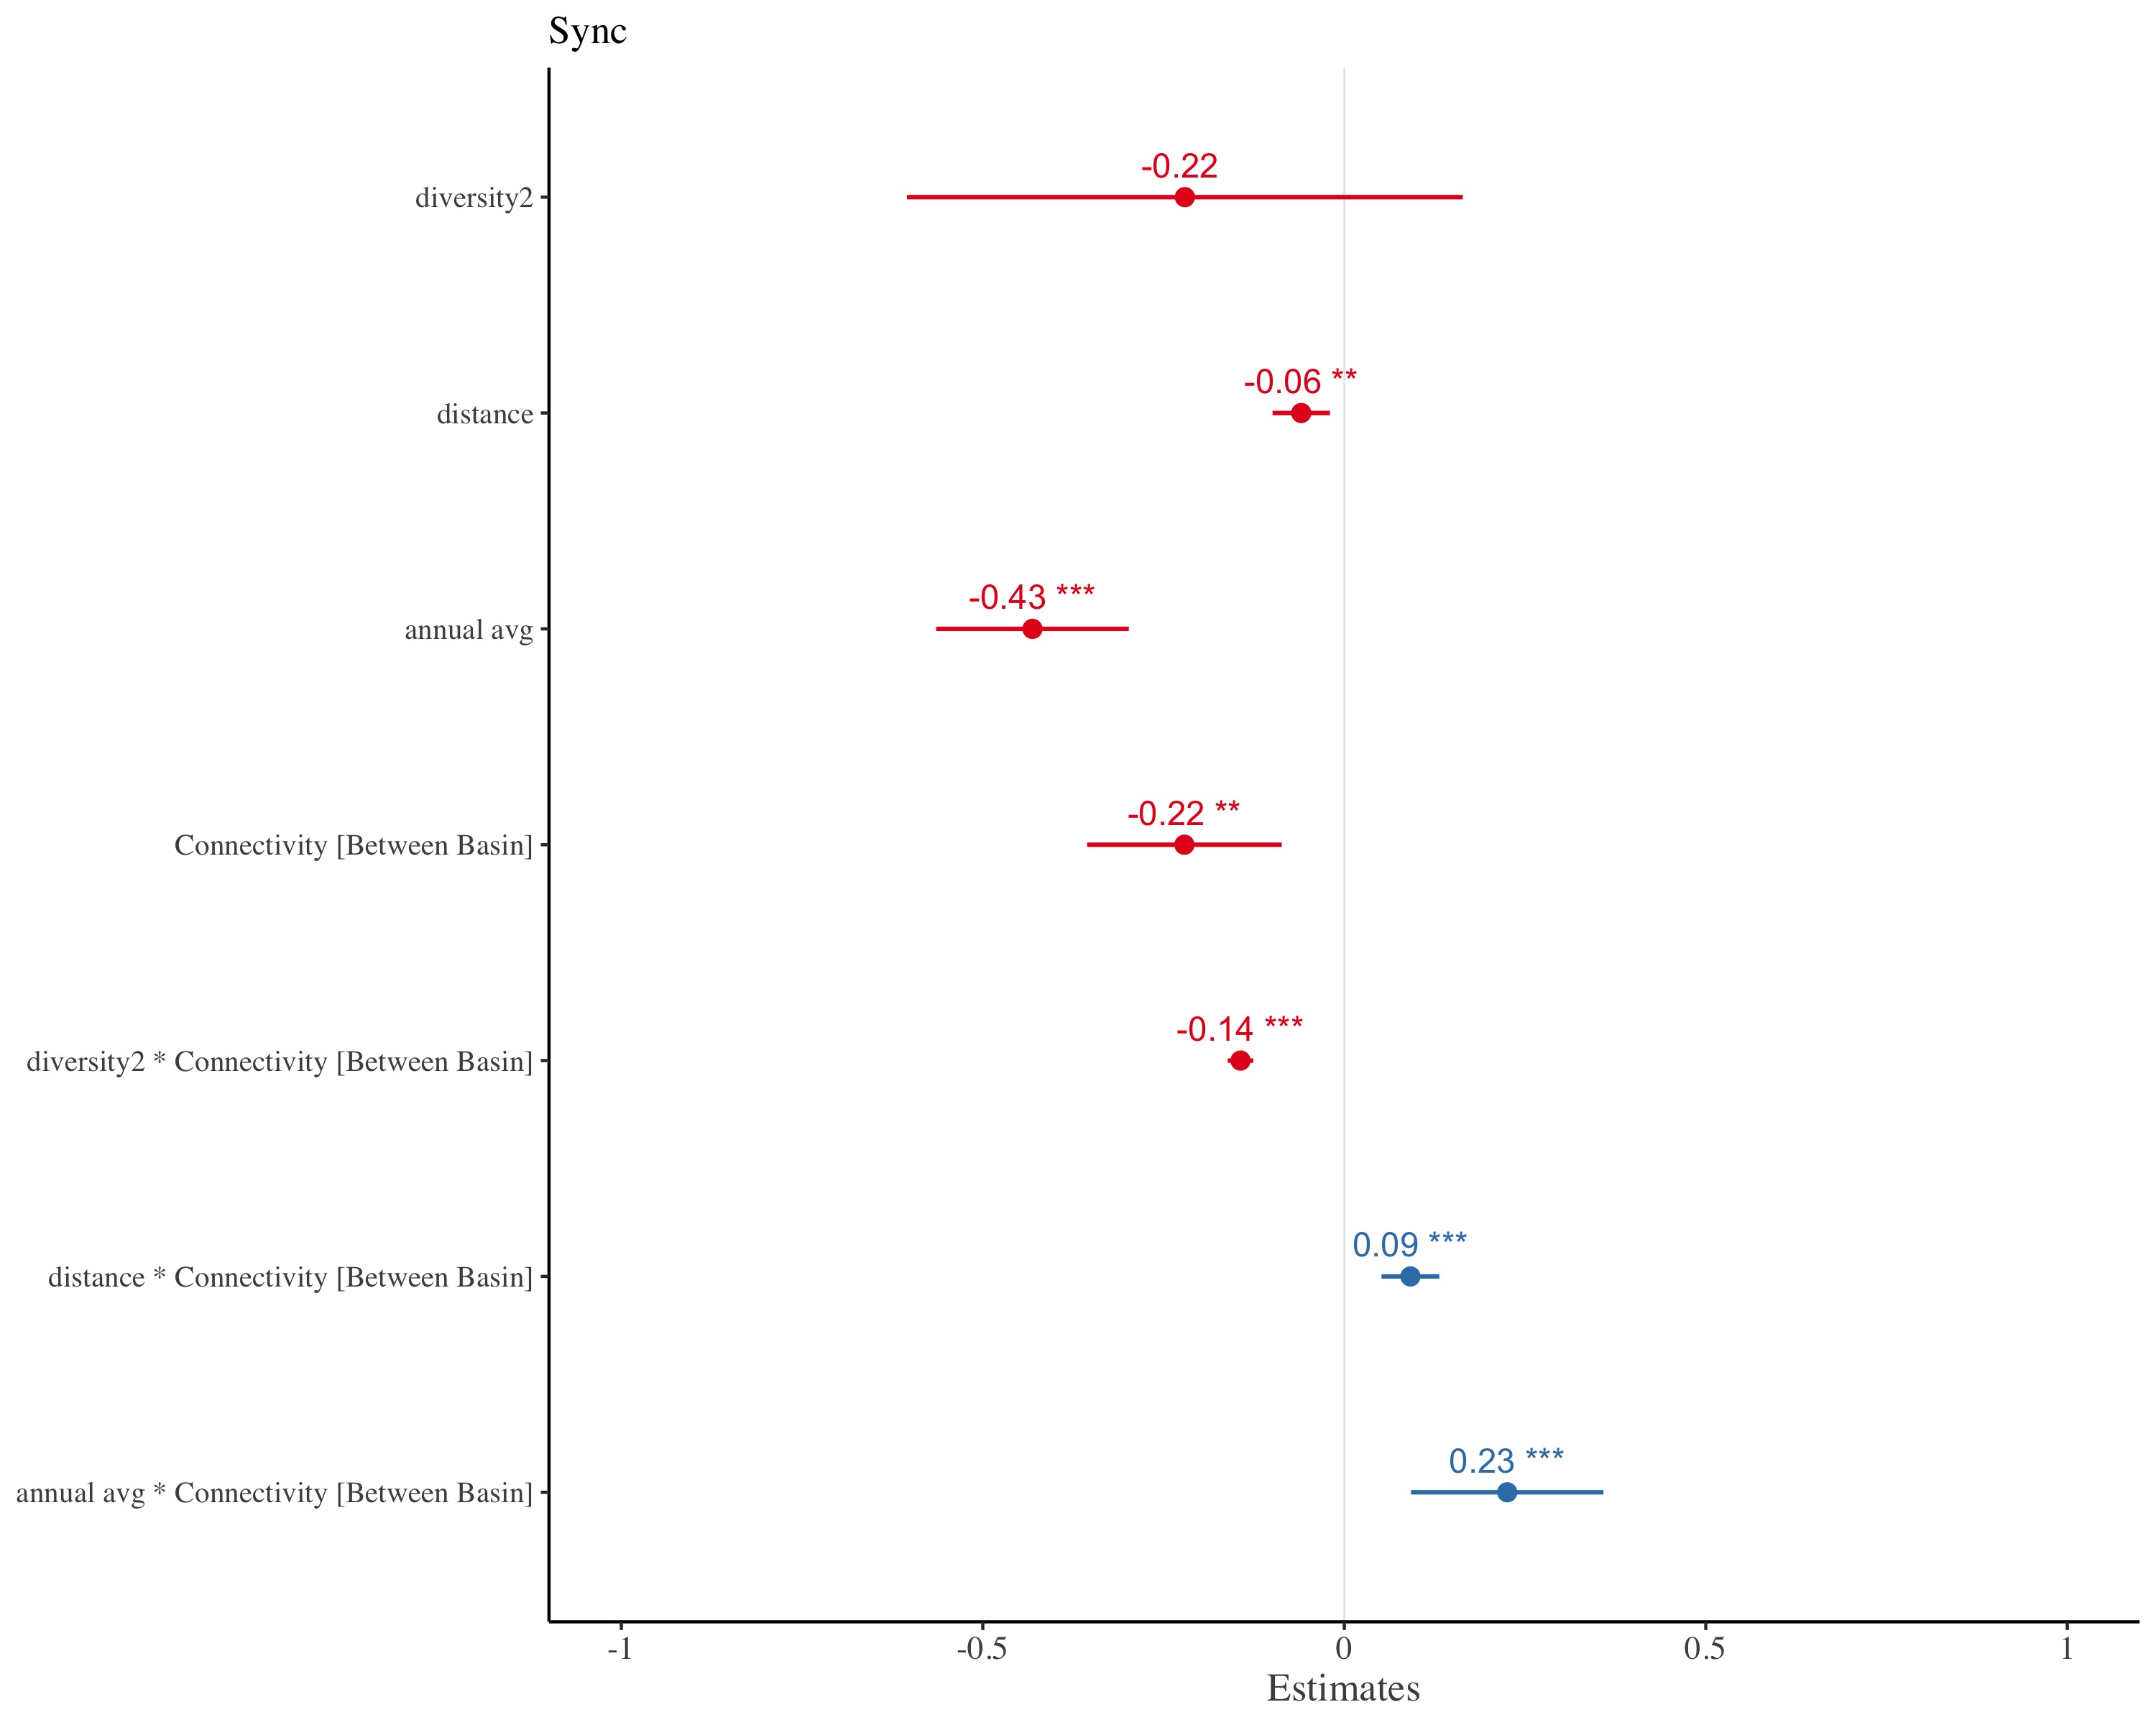 Sync
-0.22
diversity2
-0.06 **
distance
-0.43 ***
annual avg
-0.22 **
Connectivity [Between Basin]
-0.14 ***
diversity2 * Connectivity [Between Basin]
0.09 ***
distance * Connectivity [Between Basin]
0.23 ***
annual avg * Connectivity [Between Basin]
-1 -0.5 0 0.5 1
Estimates